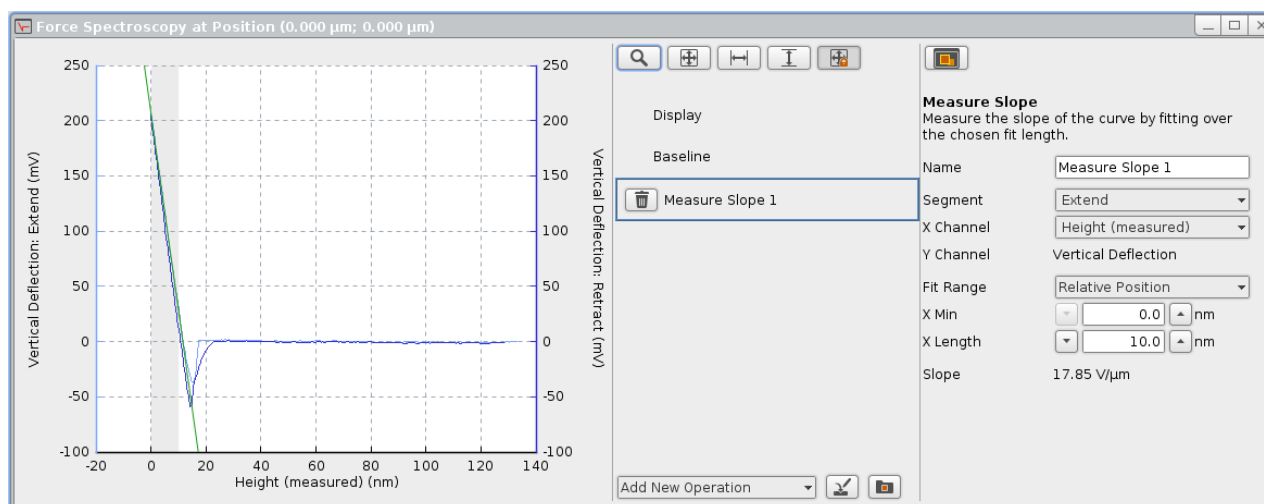 Force Spectroscopy at Position (0.000 µm; 0.000 µm)
Vertical Deflection: Extend (mV)
250
200
150
100
50
0
-50
-100
-20
0
20
40
60
80
100
120
140
Height (measured) (nm)
250
200
150
100
50
0
-50
-100
Vertical Deflection: Retract (mV)
Display
Baseline
Measure Slope 1
Add New Operation
Measure Slope
Measure the slope of the curve by fitting over
the chosen fit length.
Name Measure Slope 1
Segment Extend
X Channel Height (measured)
Y Channel Vertical Deflection
Fit Range Relative Position
X Min 0.0 nm
X Length 10.0 nm
Slope 17.85 V/µm